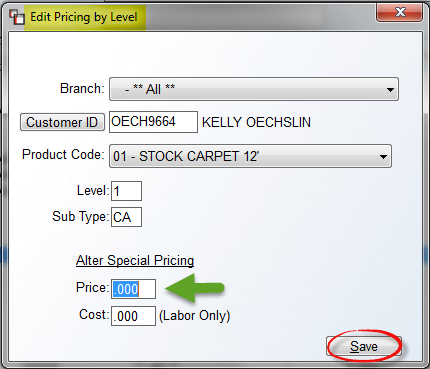 Edit Pricing by Level
Branch: - ** All **
Customer ID OECH9664 KELLY OECHSLIN
Product Code: 01 - STOCK CARPET 12'
Level: 1
Sub Type: CA
Alter Special Pricing
Price: .000
Cost: .000 (Labor Only)
Save